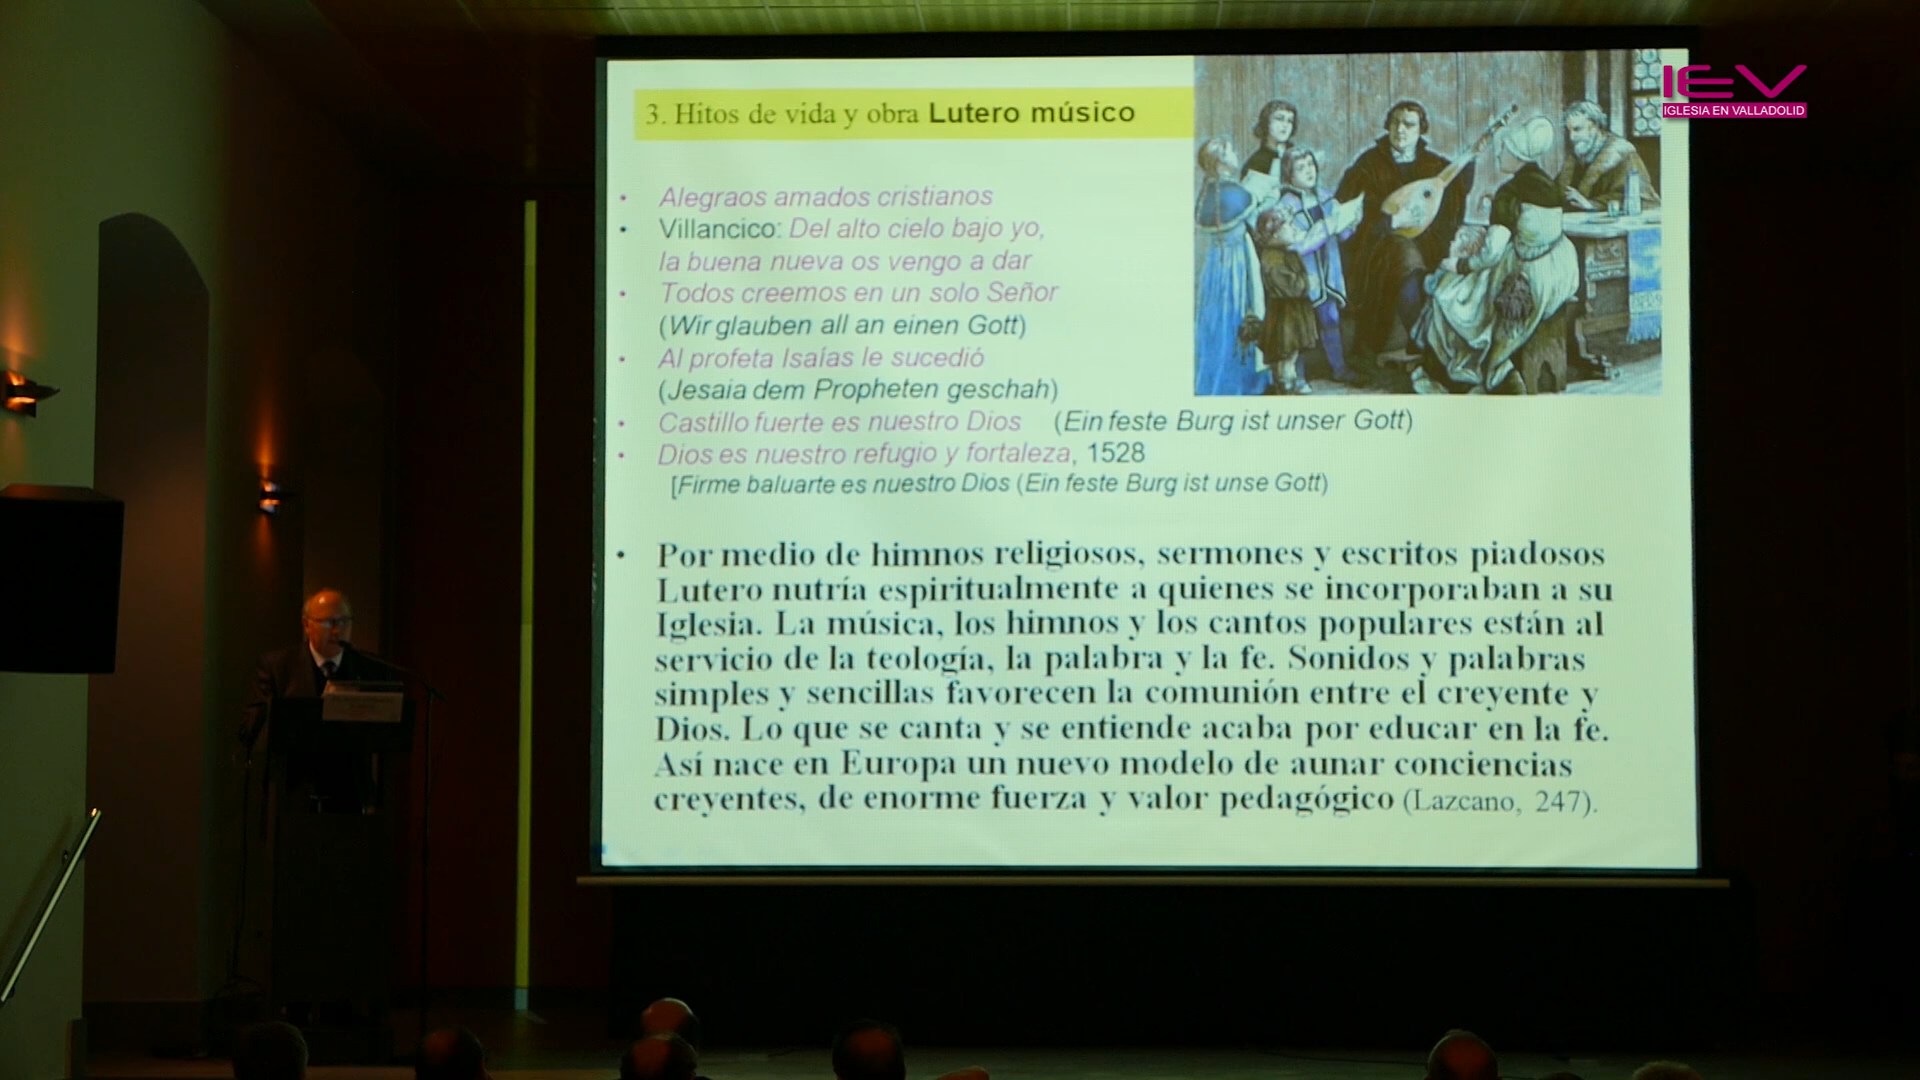 IEV
IGLESIA EN VALLADOLID
3. Hitos de vida y obra Lutero músico
• Alegraos amados cristianos
• Villancico: Del alto cielo bajo yo,
la buena nueva os vengo a dar
• Todos creemos en un solo Señor
(Wir glauben all an einen Gott)
• Al profeta Isaías le sucedió
(Jesaia dem Propheten geschah)
• Castillo fuerte es nuestro Dios (Ein feste Burg ist unser Gott)
• Dios es nuestro refugio y fortaleza, 1528
[Firme baluarte es nuestro Dios (Ein feste Burg ist unse Gott)
• Por medio de himnos religiosos, sermones y escritos piadosos
Lutero nutría espiritualmente a quienes se incorporaban a su
Iglesia. La música, los himnos y los cantos populares están al
servicio de la teología, la palabra y la fe. Sonidos y palabras
simples y sencillas favorecen la comunión entre el creyente y
Dios. Lo que se canta y se entiende acaba por educar en la fe.
Así nace en Europa un nuevo modelo de aunar conciencias
creyentes, de enorme fuerza y valor pedagógico (Lazcano, 247).